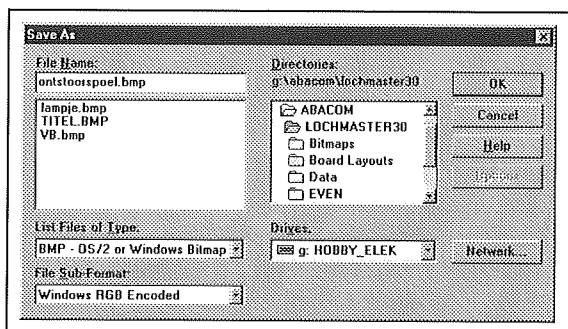 Save As
File Name:
ontstoorspoel.bmp
lampje.bmp
TITEL.BMP
VB.bmp
List Files of Type:
BMP - OS/2 or Windows Bitmap
File Sub-Format:
Windows RGB Encoded
Directories:
g:\abacom\lochmaster30
ABACOM
LOCHMASTER30
Bitmaps
Board Layouts
Data
EVEN
Drives:
g: HOBBY_ELEK
OK
Cancel
Help
Options...
Network...